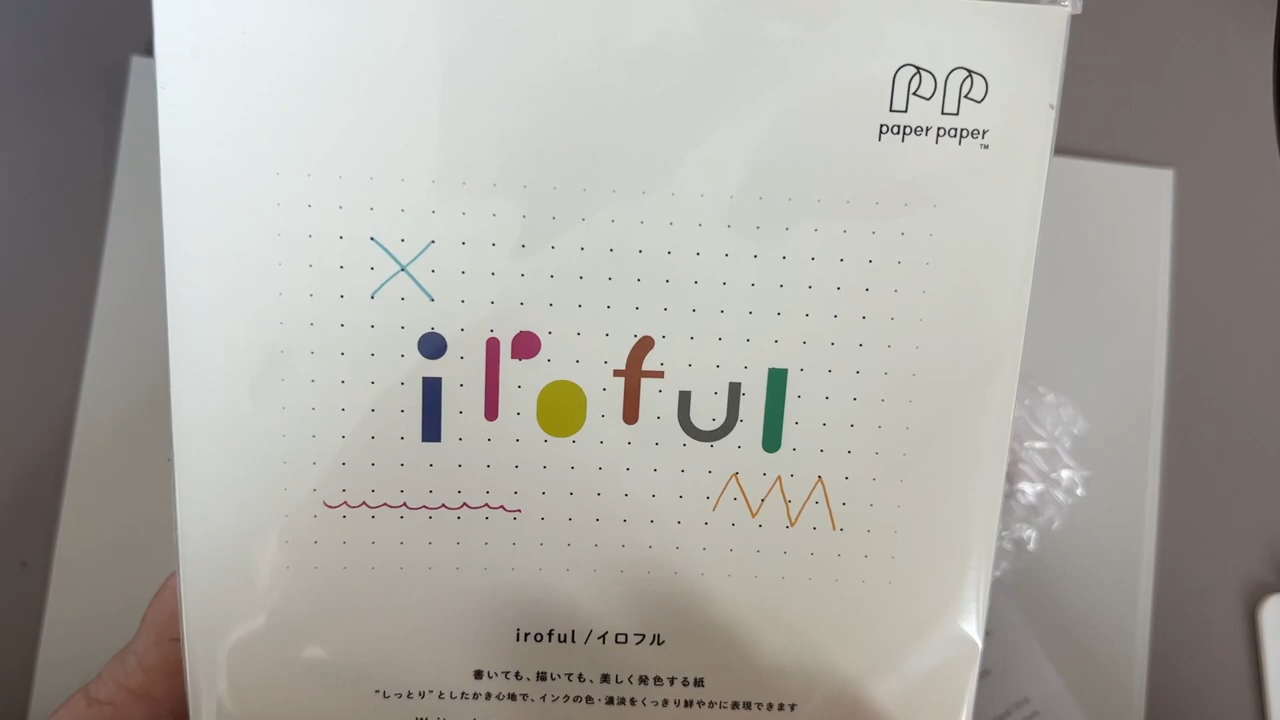 PP
paper paper
TM
iroful
iroful /イロフル
書いても、描いても、美しく発色する紙
"しっとり"としたかき心地で、インクの色・濃淡をくっきり鮮やかに表現できます